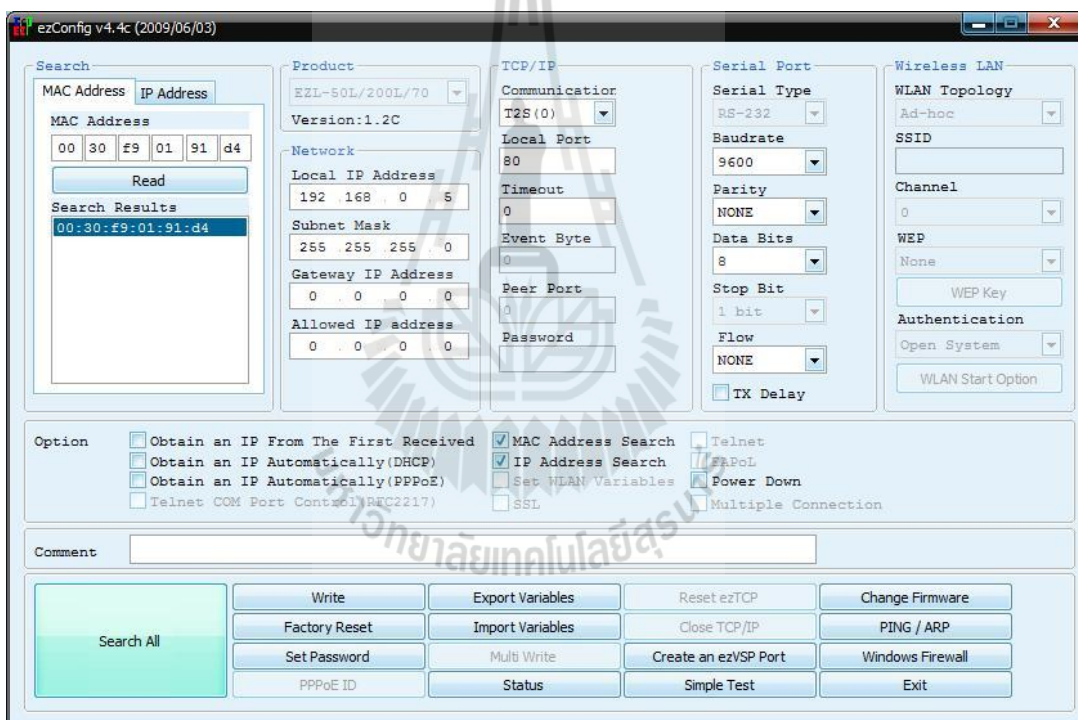 ezConfig v4.4c (2009/06/03)
Search
MAC Address IP Address
MAC Address
00 30 f9 01 91 d4
Read
Search Results
00:30:f9:01:91:d4
Product
EZL-50L/200L/70
Version:1.2C
Network
Local IP Address
192 .168 . 0 . 5
Subnet Mask
255 .255 .255 . 0
Gateway IP Address
0 . 0 . 0 . 0
Allowed IP address
0 . 0 . 0 . 0
TCP/IP
Communication
T2S(0)
Local Port
80
Timeout
0
Event Byte
0
Peer Port
0
Password
Serial Port
Serial Type
RS-232
Baudrate
9600
Parity
NONE
Data Bits
8
Stop Bit
1 bit
Flow
NONE
TX Delay
Wireless LAN
WLAN Topology
Ad-hoc
SSID
Channel
0
WEP
None
WEP Key
Authentication
Open System
WLAN Start Option
Option
Obtain an IP From The First Received
Obtain an IP Automatically(DHCP)
Obtain an IP Automatically(PPPoE)
Telnet COM Port Control(RFC2217)
MAC Address Search
IP Address Search
Set WLAN Variables
SSL
Telnet
EAPoL
Power Down
Multiple Connection
Comment
Search All
Write Export Variables Reset ezTCP Change Firmware
Factory Reset Import Variables Close TCP/IP PING / ARP
Set Password Multi Write Create an ezVSP Port Windows Firewall
PPPoE ID Status Simple Test Exit